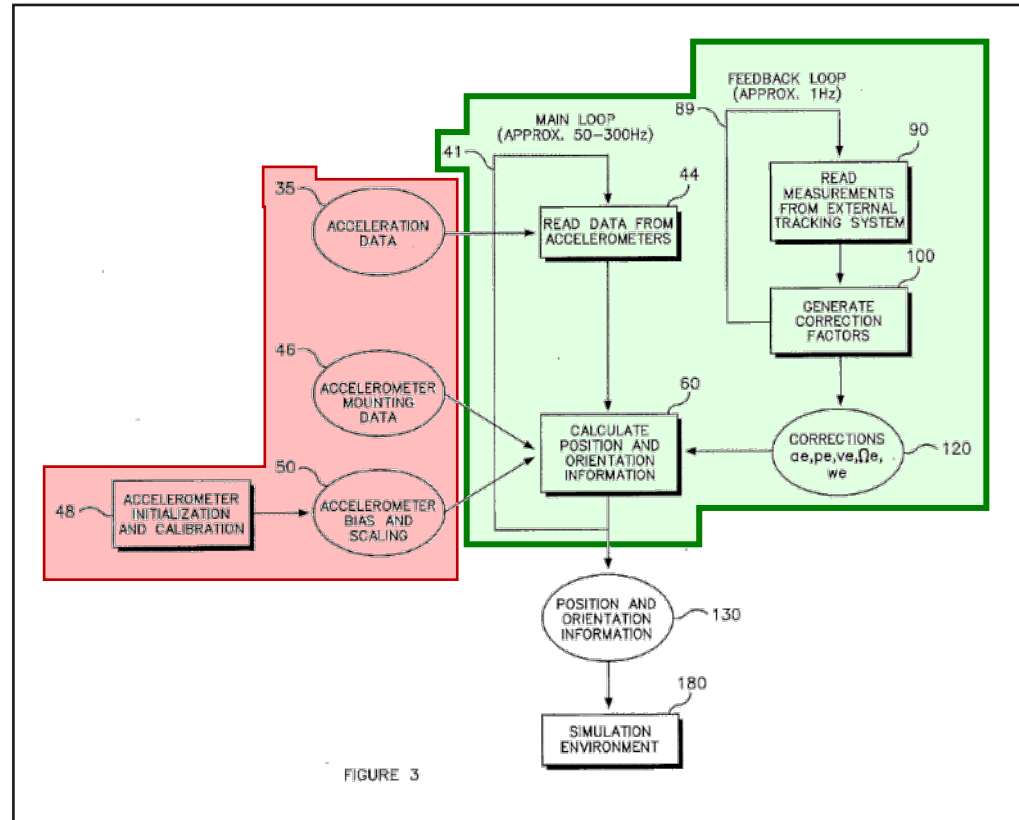 FEEDBACK LOOP
(APPROX. 1Hz)
89
90
MAIN LOOP
(APPROX. 50-300Hz)
41
44
READ
MEASUREMENTS
FROM EXTERNAL
TRACKING SYSTEM
35
ACCELERATION
DATA
READ DATA FROM
ACCELEROMETERS
100
GENERATE
CORRECTION
FACTORS
46
ACCELEROMETER
MOUNTING
DATA
60
CALCULATE
POSITION AND
ORIENTATION
INFORMATION
CORRECTIONS
αe,pe,ve,Ωe,
we
120
50
ACCELEROMETER
BIAS AND
SCALING
48
ACCELEROMETER
INITIALIZATION
AND CALIBRATION
POSITION AND
ORIENTATION
INFORMATION
130
180
SIMULATION
ENVIRONMENT
FIGURE 3